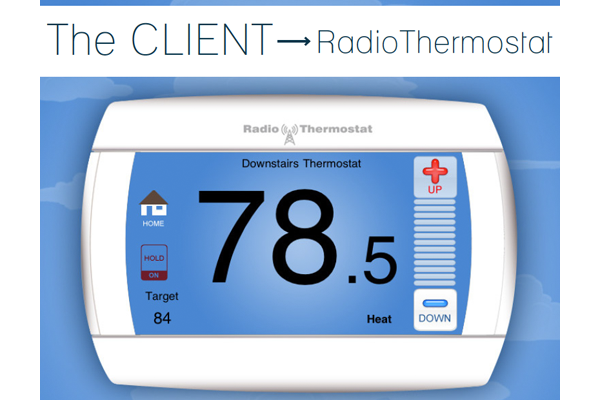 The CLIENT→RadioThermostat
Radio Thermostat
Downstairs Thermostat
78.5
UP
HOME
HOLD
ON
Target
84
Heat
DOWN